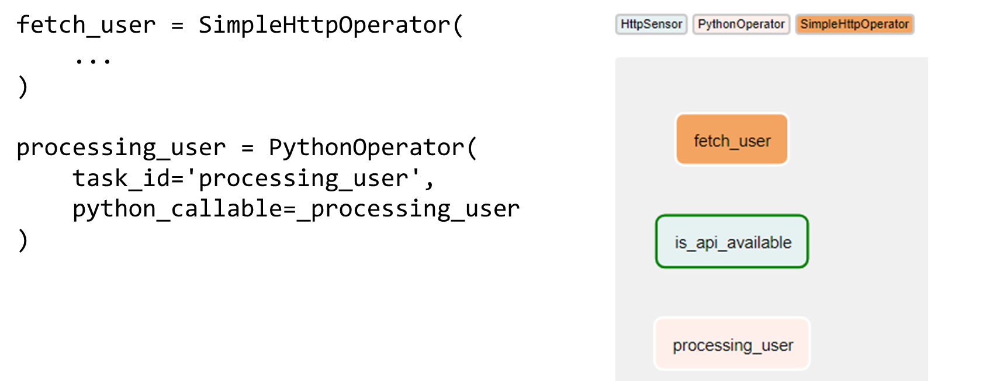 fetch_user = SimpleHttpOperator(
    ...
)
processing_user = PythonOperator(
    task_id='processing_user',
    python_callable=_processing_user
)
HttpSensor PythonOperator SimpleHttpOperator
fetch_user
is_api_available
processing_user